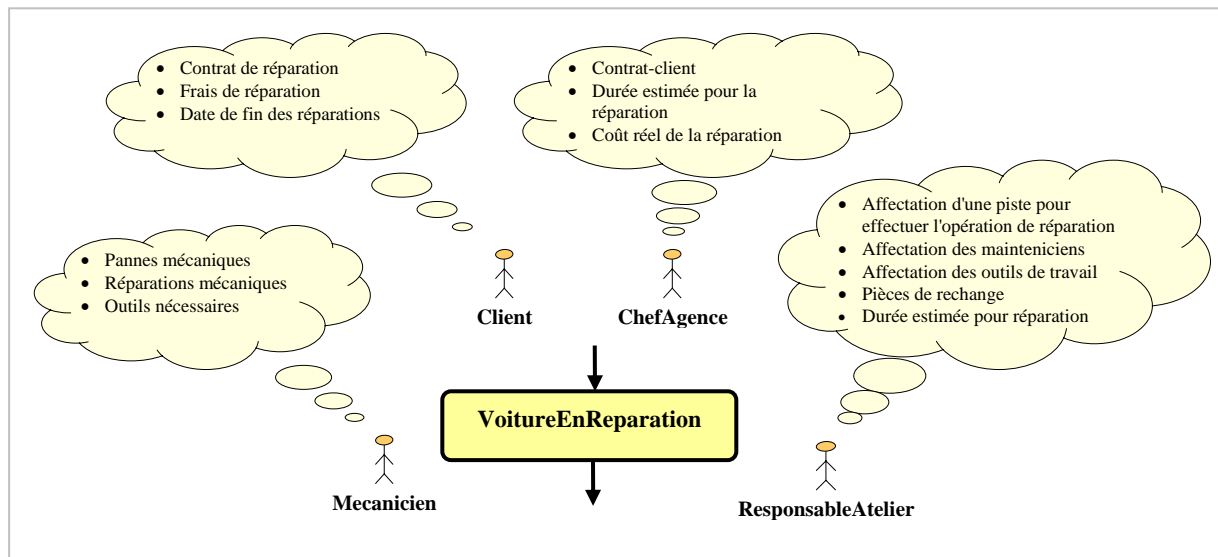 • Contrat de réparation
• Frais de réparation
• Date de fin des réparations
• Contrat-client
• Durée estimée pour la
réparation
• Coût réel de la réparation
• Affectation d'une piste pour
effectuer l'opération de réparation
• Affectation des mainteniciens
• Affectation des outils de travail
• Pièces de rechange
• Durée estimée pour réparation
• Pannes mécaniques
• Réparations mécaniques
• Outils nécessaires
Client
ChefAgence
VoitureEnReparation
Mecanicien
ResponsableAtelier